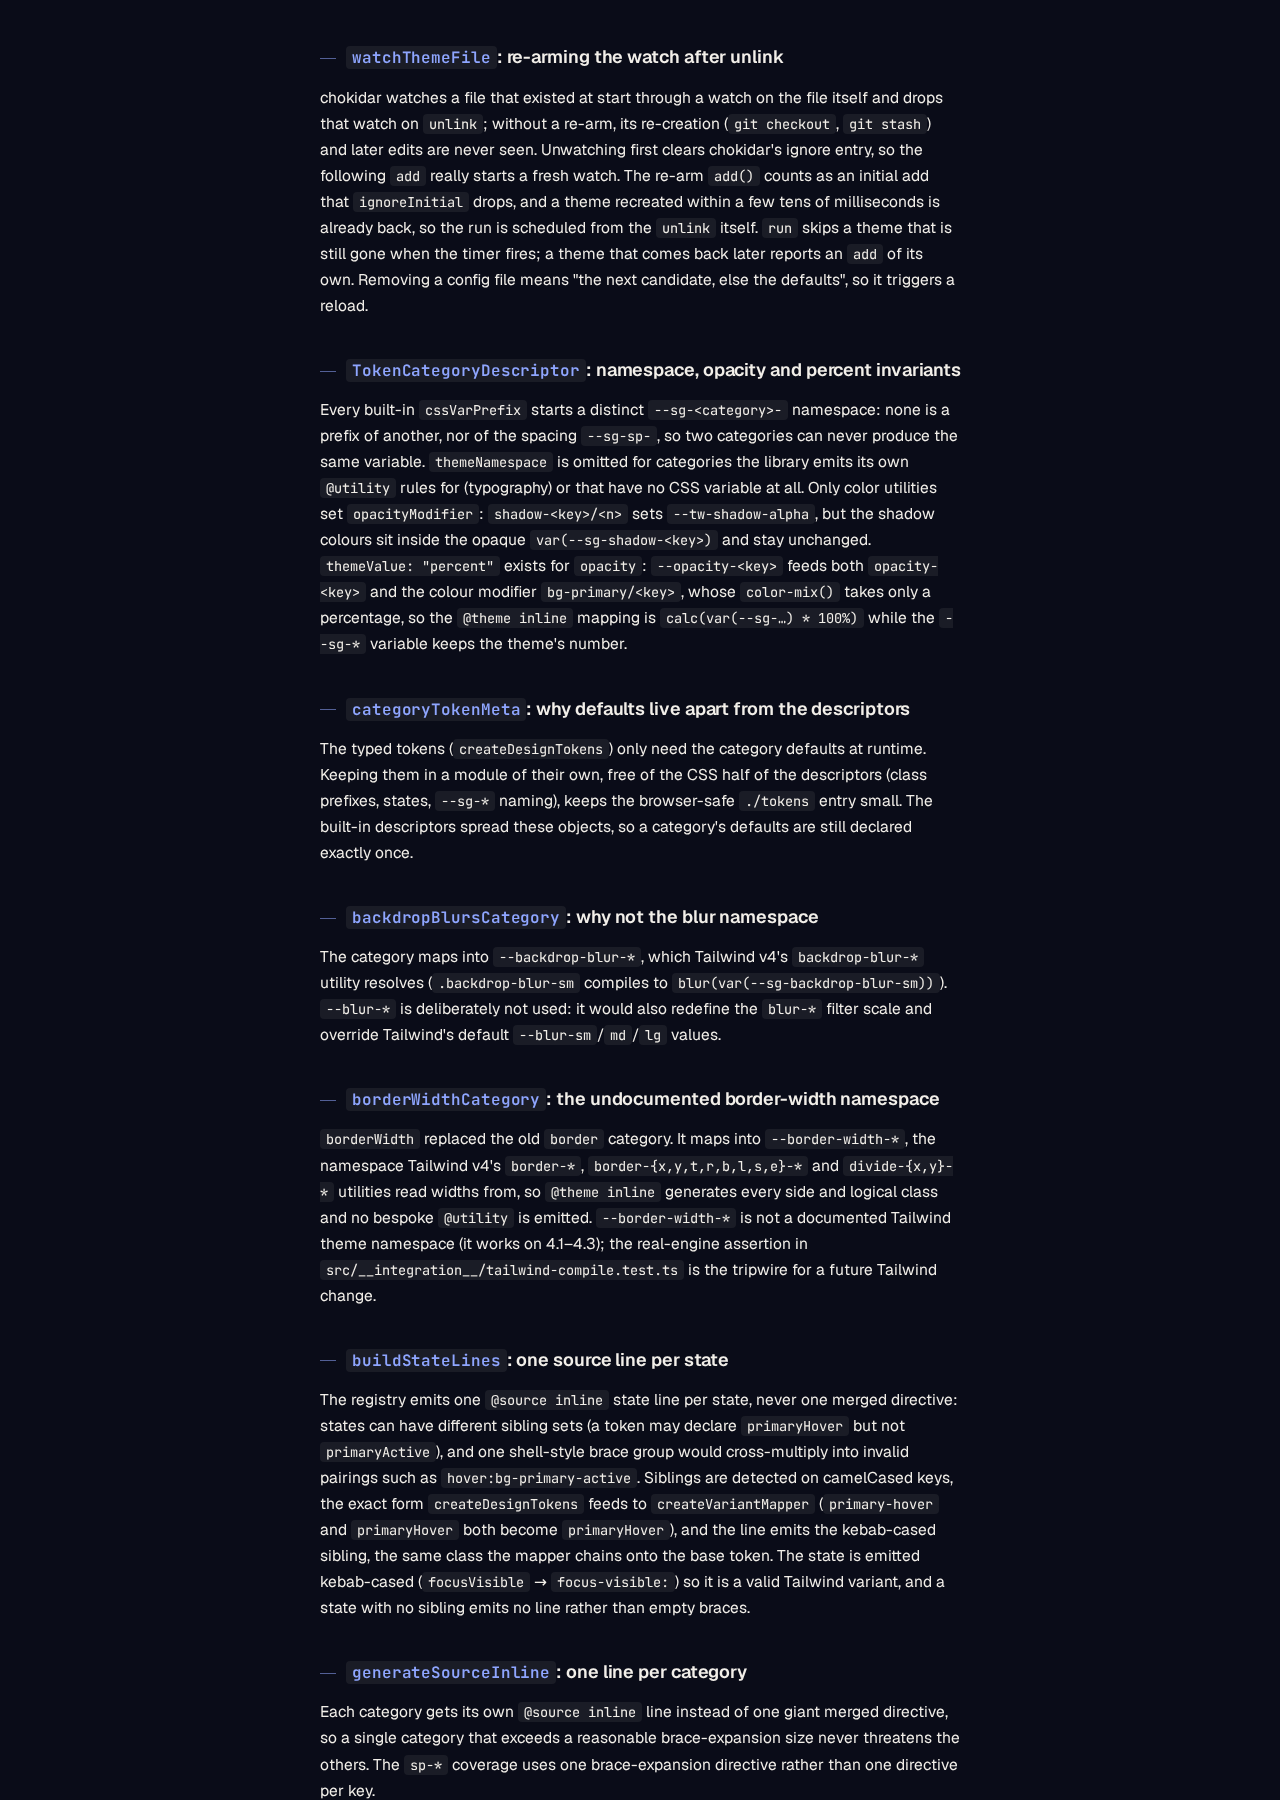 — watchThemeFile: re-arming the watch after unlink
chokidar watches a file that existed at start through a watch on the file itself and drops
that watch on unlink; without a re-arm, its re-creation (git checkout, git stash)
and later edits are never seen. Unwatching first clears chokidar's ignore entry, so the
following add really starts a fresh watch. The re-arm add() counts as an initial add
that ignoreInitial drops, and a theme recreated within a few tens of milliseconds is
already back, so the run is scheduled from the unlink itself. run skips a theme that is
still gone when the timer fires; a theme that comes back later reports an add of its
own. Removing a config file means "the next candidate, else the defaults", so it triggers a
reload.
— TokenCategoryDescriptor: namespace, opacity and percent invariants
Every built-in cssVarPrefix starts a distinct --sg-<category>- namespace: none is a
prefix of another, nor of the spacing --sg-sp-, so two categories can never produce the
same variable. themeNamespace is omitted for categories the library emits its own
@utility rules for (typography) or that have no CSS variable at all. Only color utilities
set opacityModifier: shadow-<key>/<n> sets --tw-shadow-alpha, but the shadow
colours sit inside the opaque var(--sg-shadow-<key>) and stay unchanged.
themeValue: "percent" exists for opacity: --opacity-<key> feeds both opacity-
<key> and the colour modifier bg-primary/<key>, whose color-mix() takes only a
percentage, so the @theme inline mapping is calc(var(--sg-…) * 100%) while the -
-sg-* variable keeps the theme's number.
— categoryTokenMeta: why defaults live apart from the descriptors
The typed tokens (createDesignTokens) only need the category defaults at runtime.
Keeping them in a module of their own, free of the CSS half of the descriptors (class
prefixes, states, --sg-* naming), keeps the browser-safe ./tokens entry small. The
built-in descriptors spread these objects, so a category's defaults are still declared
exactly once.
— backdropBlursCategory: why not the blur namespace
The category maps into --backdrop-blur-*, which Tailwind v4's backdrop-blur-*
utility resolves (.backdrop-blur-sm compiles to blur(var(--sg-backdrop-blur-sm))).
--blur-* is deliberately not used: it would also redefine the blur-* filter scale and
override Tailwind's default --blur-sm/md/lg values.
— borderWidthCategory: the undocumented border-width namespace
borderWidth replaced the old border category. It maps into --border-width-*, the
namespace Tailwind v4's border-*, border-{x,y,t,r,b,l,s,e}-* and divide-{x,y}-
* utilities read widths from, so @theme inline generates every side and logical class
and no bespoke @utility is emitted. --border-width-* is not a documented Tailwind
theme namespace (it works on 4.1–4.3); the real-engine assertion in
src/__integration__/tailwind-compile.test.ts is the tripwire for a future Tailwind
change.
— buildStateLines: one source line per state
The registry emits one @source inline state line per state, never one merged directive:
states can have different sibling sets (a token may declare primaryHover but not
primaryActive), and one shell-style brace group would cross-multiply into invalid
pairings such as hover:bg-primary-active. Siblings are detected on camelCased keys,
the exact form createDesignTokens feeds to createVariantMapper (primary-hover
and primaryHover both become primaryHover), and the line emits the kebab-cased
sibling, the same class the mapper chains onto the base token. The state is emitted
kebab-cased (focusVisible → focus-visible:) so it is a valid Tailwind variant, and a
state with no sibling emits no line rather than empty braces.
— generateSourceInline: one line per category
Each category gets its own @source inline line instead of one giant merged directive,
so a single category that exceeds a reasonable brace-expansion size never threatens the
others. The sp-* coverage uses one brace-expansion directive rather than one directive
per key.